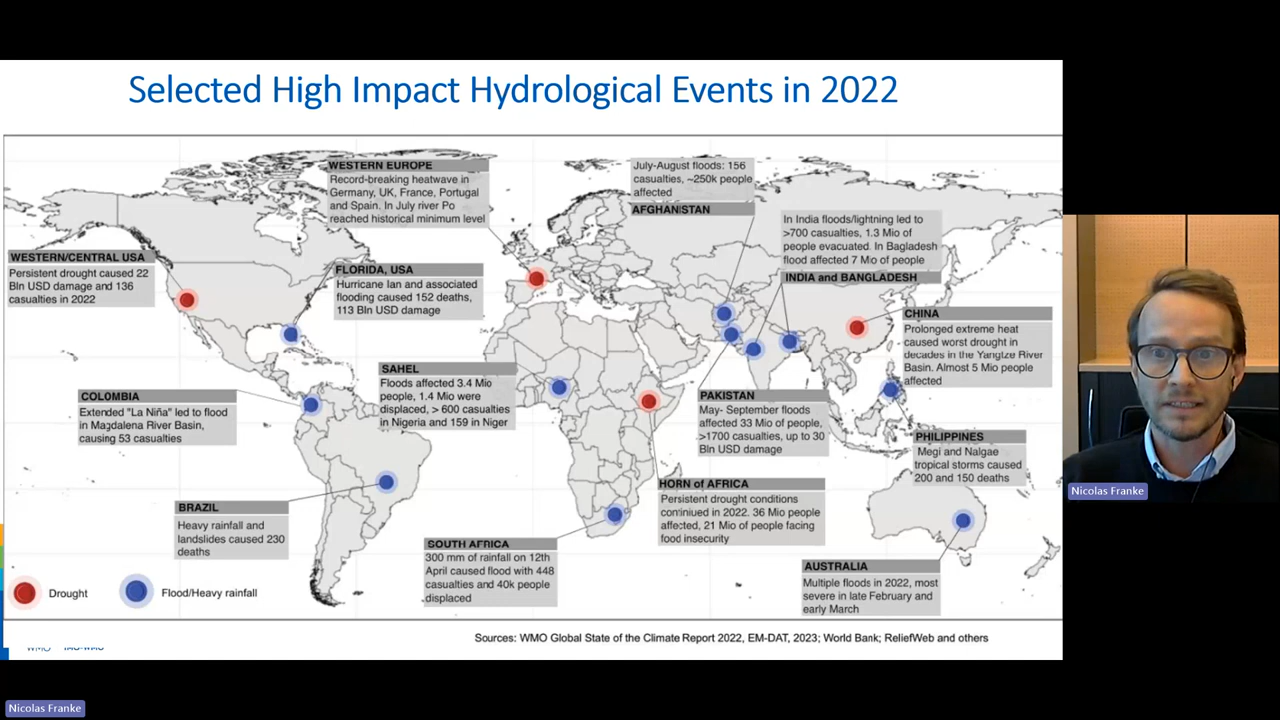 Selected High Impact Hydrological Events in 2022
WESTERN EUROPE
Record-breaking heatwave in
Germany, UK, France, Portugal
and Spain. In July river Po
reached historical minimum level
July-August floods: 156
casualties, ~250k people
affected
AFGHANISTAN
In India floods/lightning led to
>700 casualties, 1.3 Mio of
people evacuated. In Bagladesh
flood affected 7 Mio of people
INDIA and BANGLADESH
WESTERN/CENTRAL USA
Persistent drought caused 22
Bln USD damage and 136
casualties in 2022
FLORIDA, USA
Hurricane Ian and associated
flooding caused 152 deaths,
113 Bln USD damage
CHINA
Prolonged extreme heat
caused worst drought in
decades in the Yangtze River
Basin. Almost 5 Mio people
affected
SAHEL
Floods affected 3.4 Mio
people, 1.4 Mio were
displaced, > 600 casualties
in Nigeria and 159 in Niger
COLOMBIA
Extended "La Niña" led to flood
in Magdalena River Basin,
causing 53 casualties
PAKISTAN
May- September floods
affected 33 Mio of people,
>1700 casualties, up to 30
Bln USD damage
PHILIPPINES
Megi and Nalgae
tropical storms caused
200 and 150 deaths
HORN of AFRICA
Persistent drought conditions
continued in 2022. 36 Mio people
affected, 21 Mio of people facing
food insecurity
BRAZIL
Heavy rainfall and
landslides caused 230
deaths
SOUTH AFRICA
300 mm of rainfall on 12th
April caused flood with 448
casualties and 40k people
displaced
AUSTRALIA
Multiple floods in 2022, most
severe in late February and
early March
Drought
Flood/Heavy rainfall
Sources: WMO Global State of the Climate Report 2022, EM-DAT, 2023; World Bank; ReliefWeb and others
Nicolas Franke
Nicolas Franke